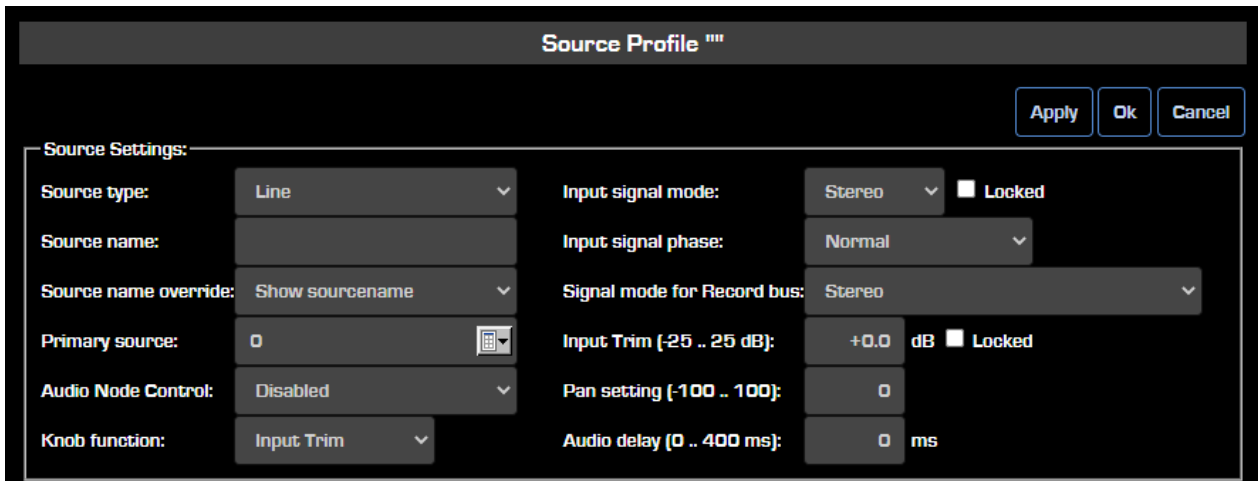 Source Profile ""
Apply Ok Cancel
Source Settings:
Source type: Line Input signal mode: Stereo Locked
Source name: Input signal phase: Normal
Source name override: Show sourcename Signal mode for Record bus: Stereo
Primary source: 0 Input Trim (-25 .. 25 dB): +0.0 dB Locked
Audio Node Control: Disabled Pan setting (-100 .. 100): 0
Knob function: Input Trim Audio delay (0 .. 400 ms): 0 ms